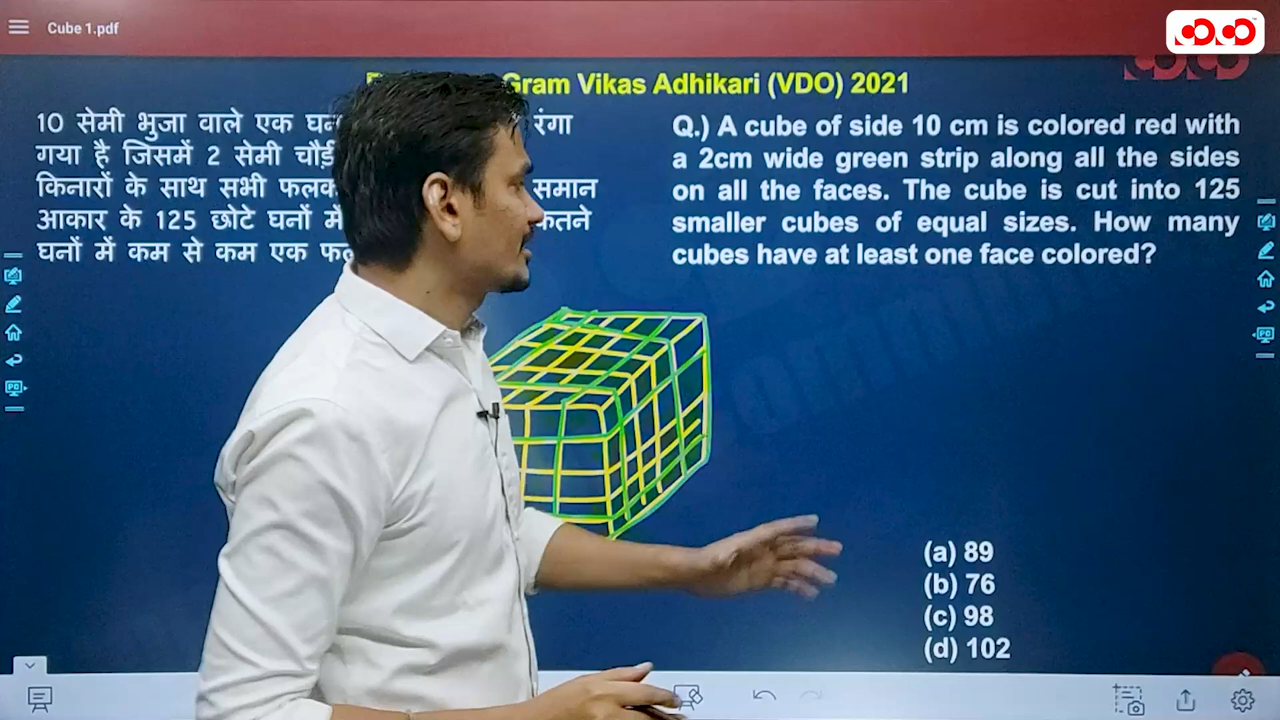 Cube 1.pdf
Gram Vikas Adhikari (VDO) 2021
10 सेमी भुजा वाले एक रंगा
गया है जिसमें 2 सेमी
किनारों के साथ सभी समान
आकार के 125 छोटे घनों में
घनों में कम से कम एक
Q.) A cube of side 10 cm is colored red with
a 2cm wide green strip along all the sides
on all the faces. The cube is cut into 125
smaller cubes of equal sizes. How many
cubes have at least one face colored?
(a) 89
(b) 76
(c) 98
(d) 102